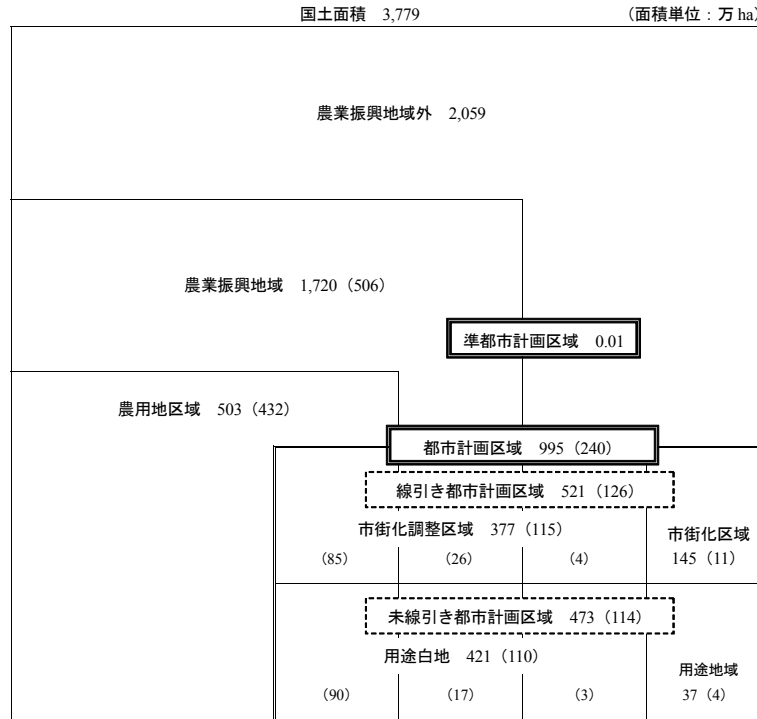 国土面積 3,779 (面積単位：万 ha)
農業振興地域外 2,059
農業振興地域 1,720（506）
準都市計画区域 0.01
農用地区域 503（432）
都市計画区域 995（240）
線引き都市計画区域 521（126）
市街化調整区域 377（115）
市街化区域
(85) (26) (4) 145（11）
未線引き都市計画区域 473（114）
用途白地 421（110）
用途地域
(90) (17) (3) 37（4）